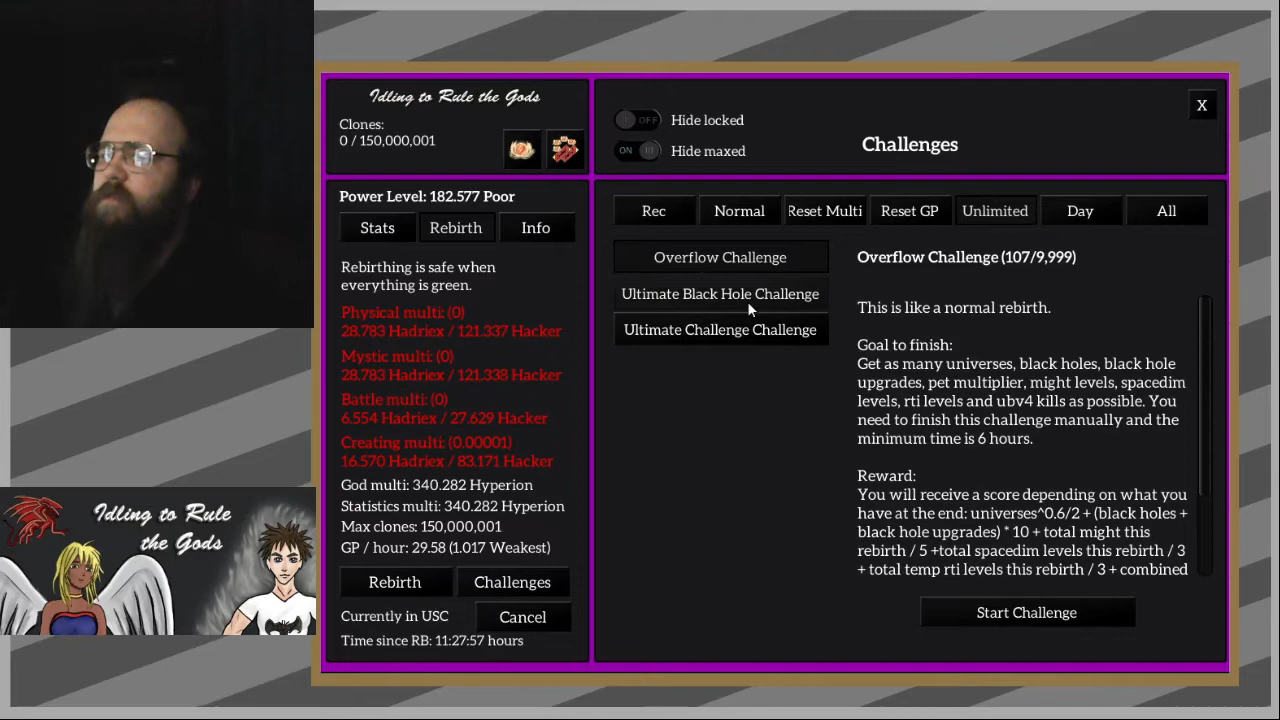 Idling to Rule the Gods
Clones:
0 / 150,000,001
OFF
Hide locked
ON
Hide maxed
Challenges
X
Power Level: 182.577 Poor
Stats
Rebirth
Info
Rebirthing is safe when
everything is green.
Physical multi: (0)
28.783 Hadriex / 121.337 Hacker
Mystic multi: (0)
28.783 Hadriex / 121.338 Hacker
Battle multi: (0)
6.554 Hadriex / 27.629 Hacker
Creating multi: (0.00001)
16.570 Hadriex / 83.171 Hacker
God multi: 340.282 Hyperion
Statistics multi: 340.282 Hyperion
Max clones: 150,000,001
GP / hour: 29.58 (1.017 Weakest)
Rebirth
Challenges
Currently in USC
Cancel
Time since RB: 11:27:57 hours
Rec
Normal
Reset Multi
Reset GP
Unlimited
Day
All
Overflow Challenge
Ultimate Black Hole Challenge
Ultimate Challenge Challenge
Overflow Challenge (107/9,999)
This is like a normal rebirth.
Goal to finish:
Get as many universes, black holes, black hole
upgrades, pet multiplier, might levels, spacedim
levels, rti levels and ubv4 kills as possible. You
need to finish this challenge manually and the
minimum time is 6 hours.
Reward:
You will receive a score depending on what you
have at the end: universes^0.6/2 + (black holes +
black hole upgrades) * 10 + total might this
rebirth / 5 +total spacedim levels this rebirth / 3
+ total temp rti levels this rebirth / 3 + combined
Start Challenge
Idling to Rule
the Gods